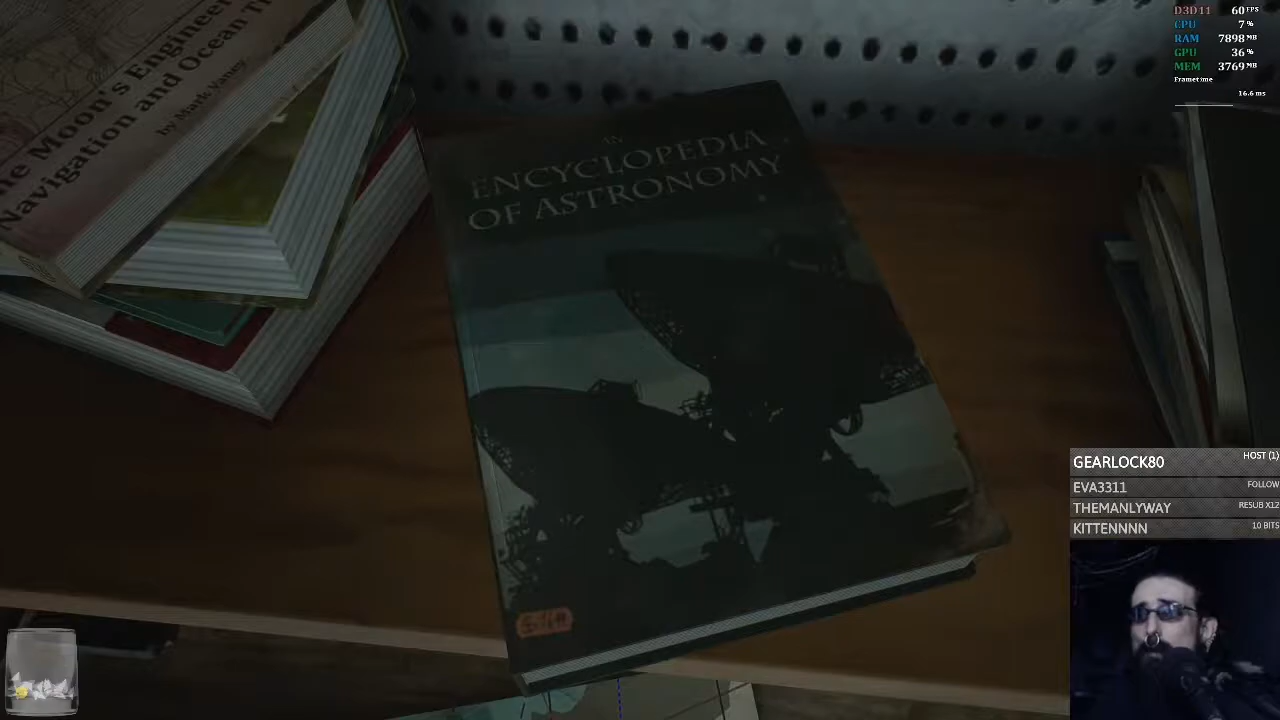 The Moon's Engineer
Navigation and Ocean Ti
by Mark Vaney
AN
ENCYCLOPEDIA
OF ASTRONOMY
D3D11 60 FPS
CPU 7 %
RAM 7898 MB
GPU 36 %
MEM 3769 MB
Frametime
16.6 ms
GEARLOCK80 HOST (1)
EVA3311 FOLLOW
THEMANLYWAY RESUB X12
KITTENNNN 10 BITS